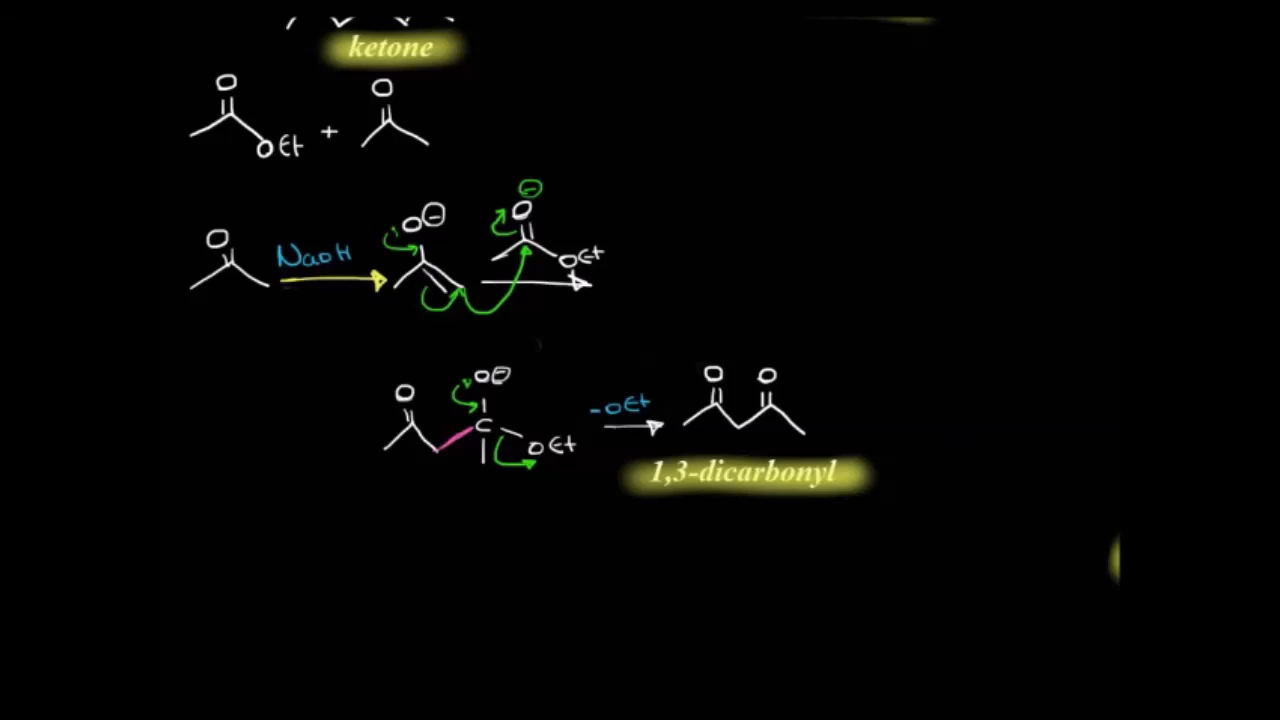 ketone
O O
OEt +
O⊖ ⊖
O
O NaOH
OEt
O O⊖ O O
C -OEt
OEt
1,3-dicarbonyl